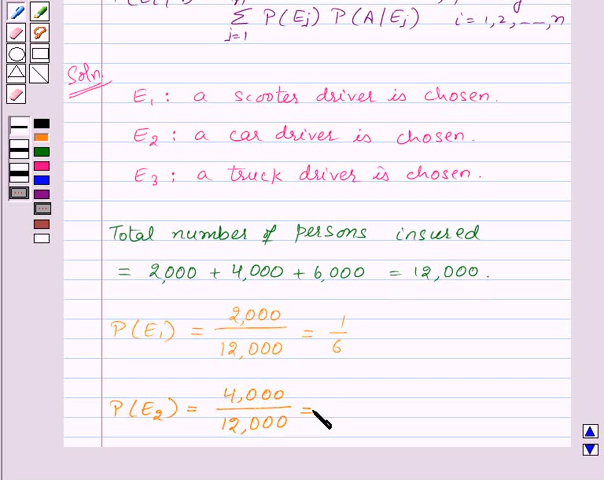 Σ P(Ej) P(A/Ej) i = 1,2, ---, n
j=1
Soln.
E₁ : a scooter driver is chosen.
E₂ : a car driver is chosen.
E₃ : a truck driver is chosen.
Total number of persons insured
= 2,000 + 4,000 + 6,000 = 12,000.
P(E₁) = 2,000 / 12,000 = 1/6
P(E₂) = 4,000 / 12,000 =